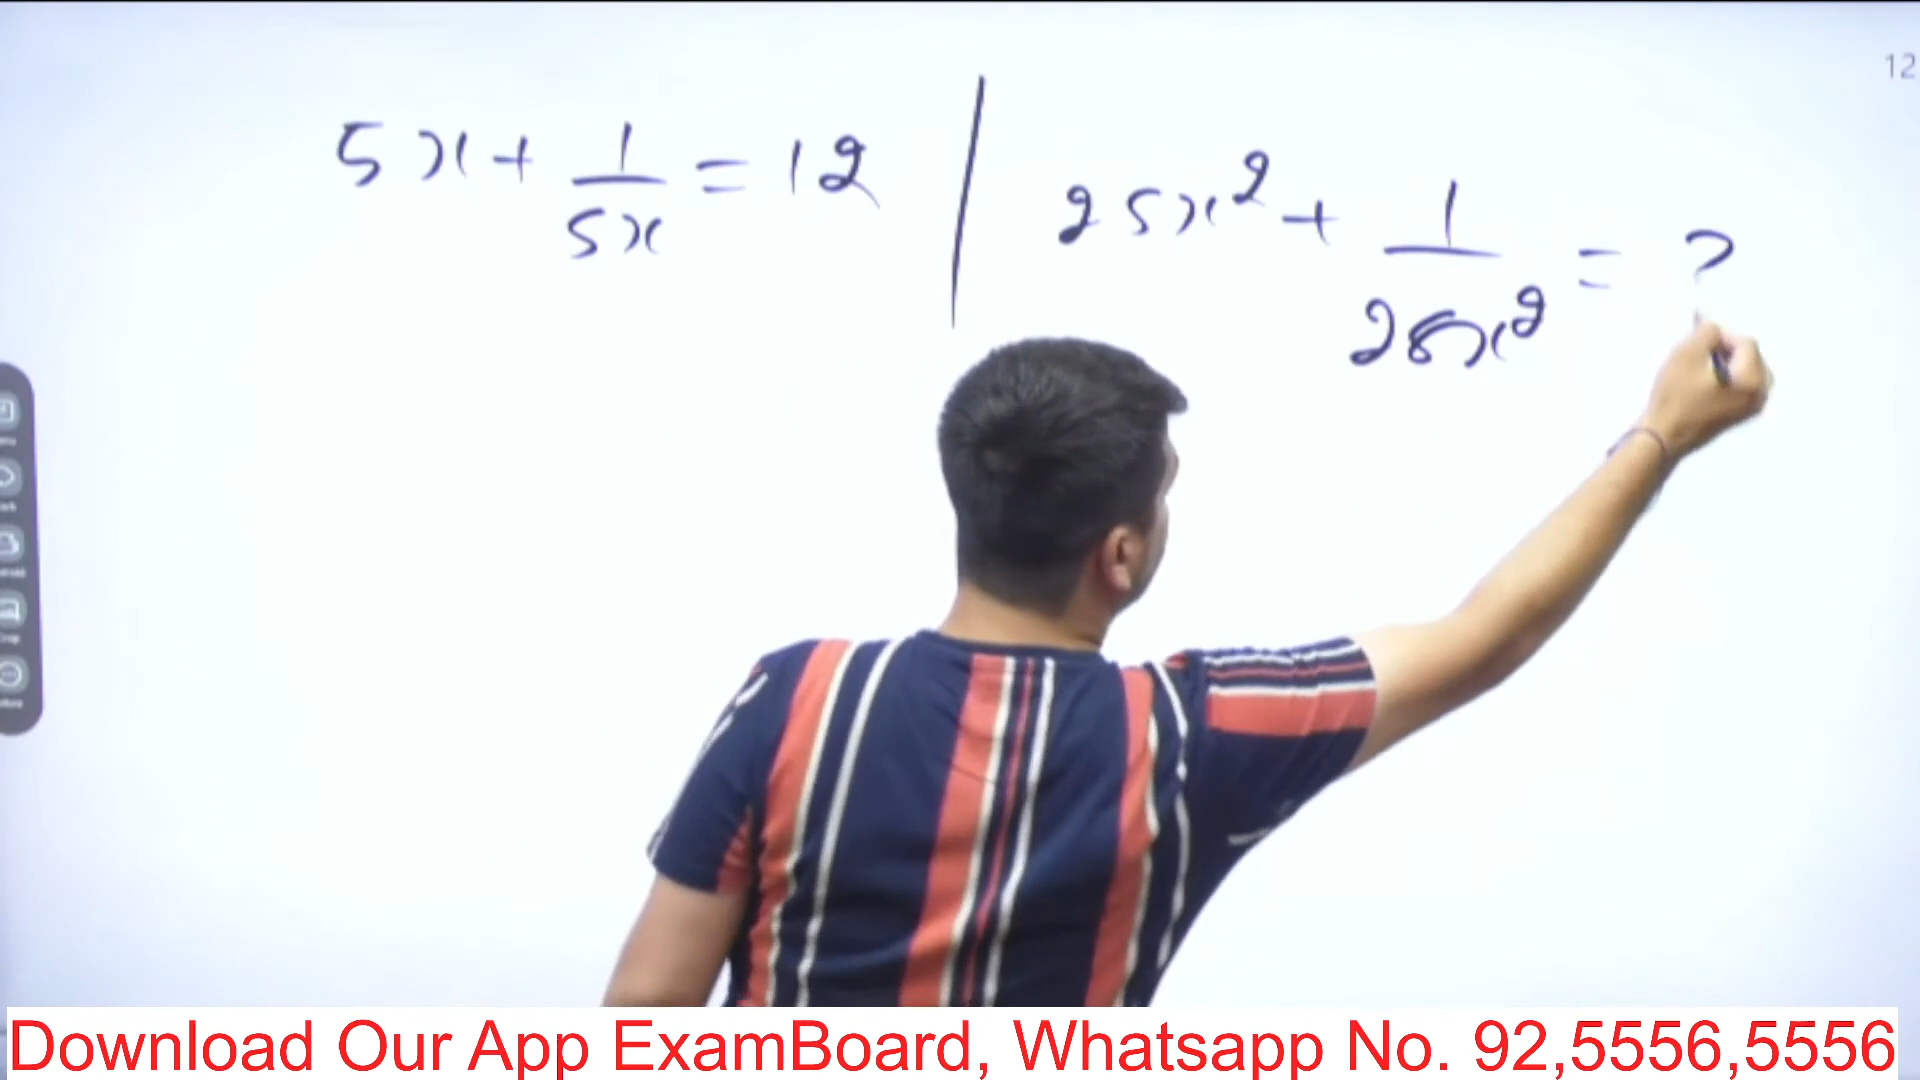 12
5x + 1/5x = 12
25x² + 1/25x² = ?
Download Our App ExamBoard, Whatsapp No. 92,5556,5556